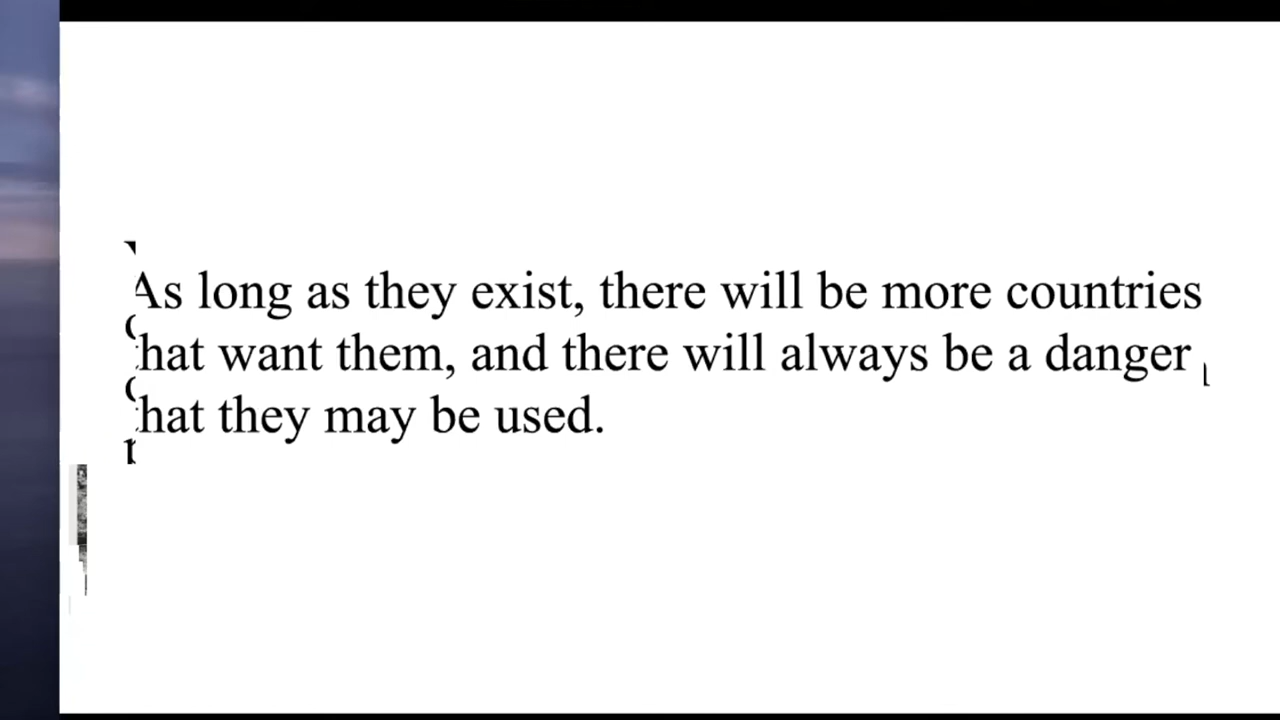 As long as they exist, there will be more countries
that want them, and there will always be a danger
that they may be used.